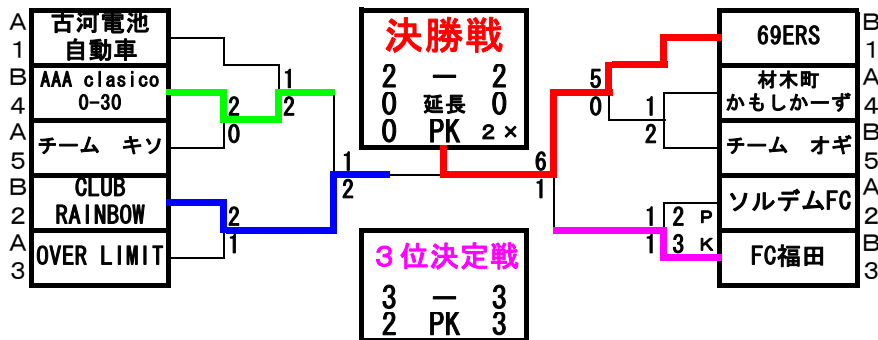 A
1
古河電池
自動車
B
4
AAA clasico
0-30
A
5
チーム キソ
B
2
CLUB
RAINBOW
A
3
OVER LIMIT
2
0
2
1
1
2
1
2
決勝戦
2 － 2
0 延長 0
0 PK 2 ×
3位決定戦
3 － 3
2 PK 3
6
1
5
0
1
2
1
1
2 P
3 K
69ERS
B
1
材木町
かもしかーず
A
4
チーム オギ
B
5
ソルデムFC
A
2
FC福田
B
3